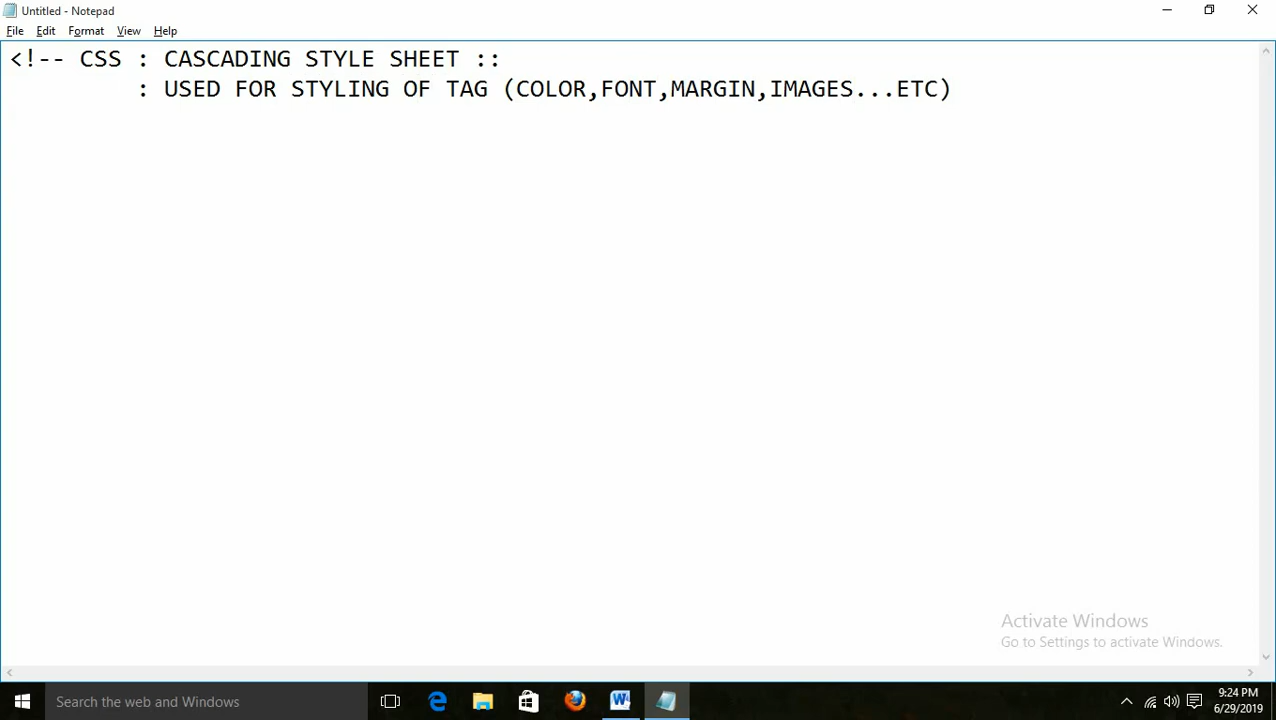 Untitled - Notepad
File Edit Format View Help
<!-- CSS : CASCADING STYLE SHEET ::
: USED FOR STYLING OF TAG (COLOR,FONT,MARGIN,IMAGES...ETC)
Activate Windows
Go to Settings to activate Windows.
Search the web and Windows
9:24 PM
6/29/2019